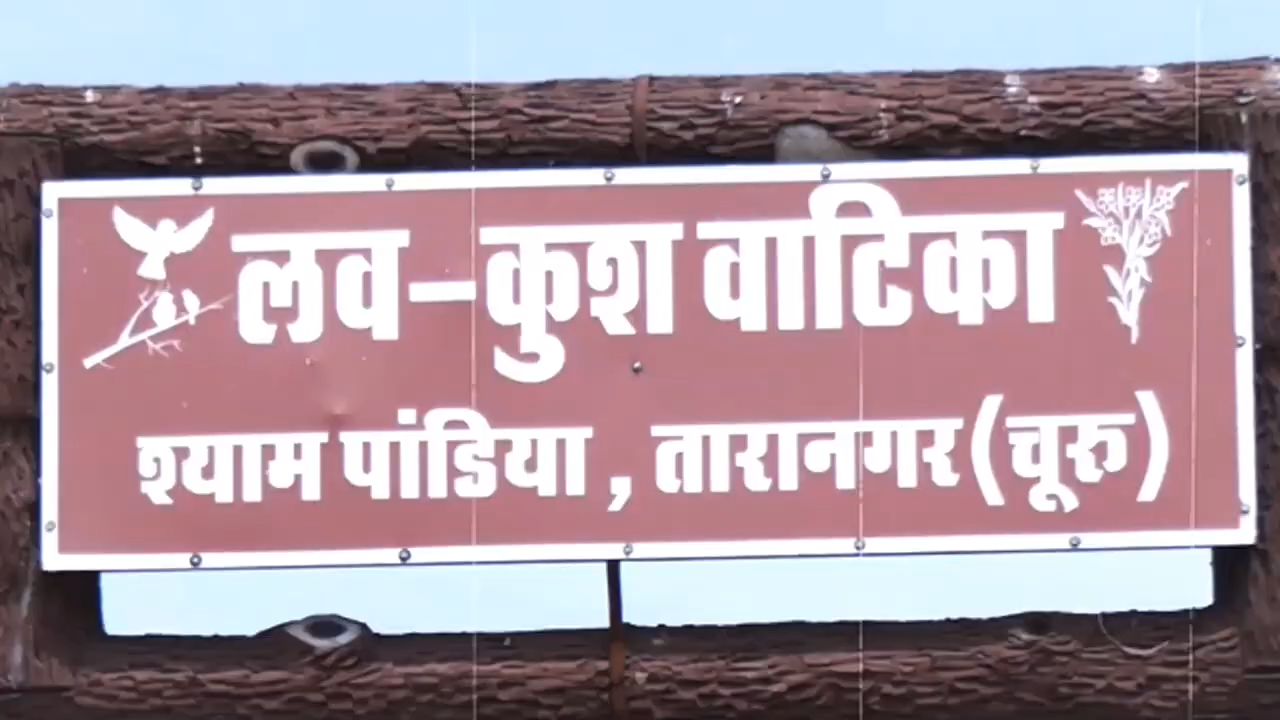 लव-कुश वाटिका
श्याम पांडिया , तारानगर (चूरू)